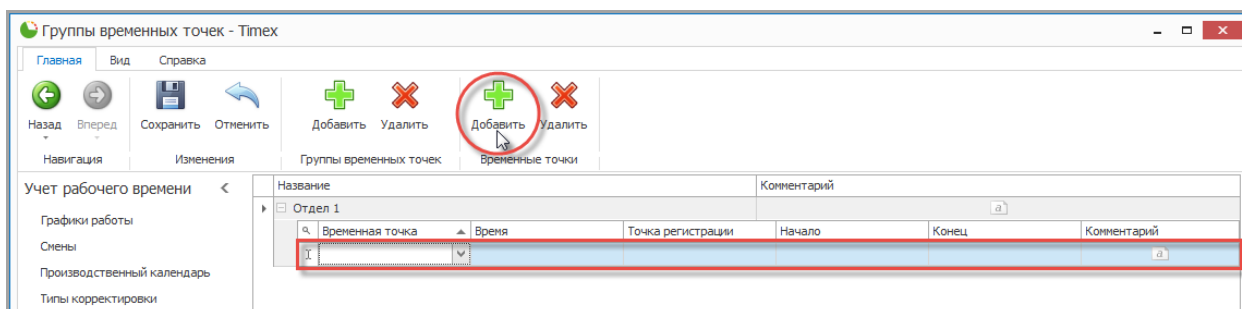 Группы временных точек - Timex
Главная Вид Справка
Назад Вперед Сохранить Отменить Добавить Удалить Добавить Удалить
Навигация Изменения Группы временных точек Временные точки
Учет рабочего времени Название Комментарий
Отдел 1 a
Графики работы
Временная точка Время Точка регистрации Начало Конец Комментарий
Смены a
Производственный календарь
Типы корректировки